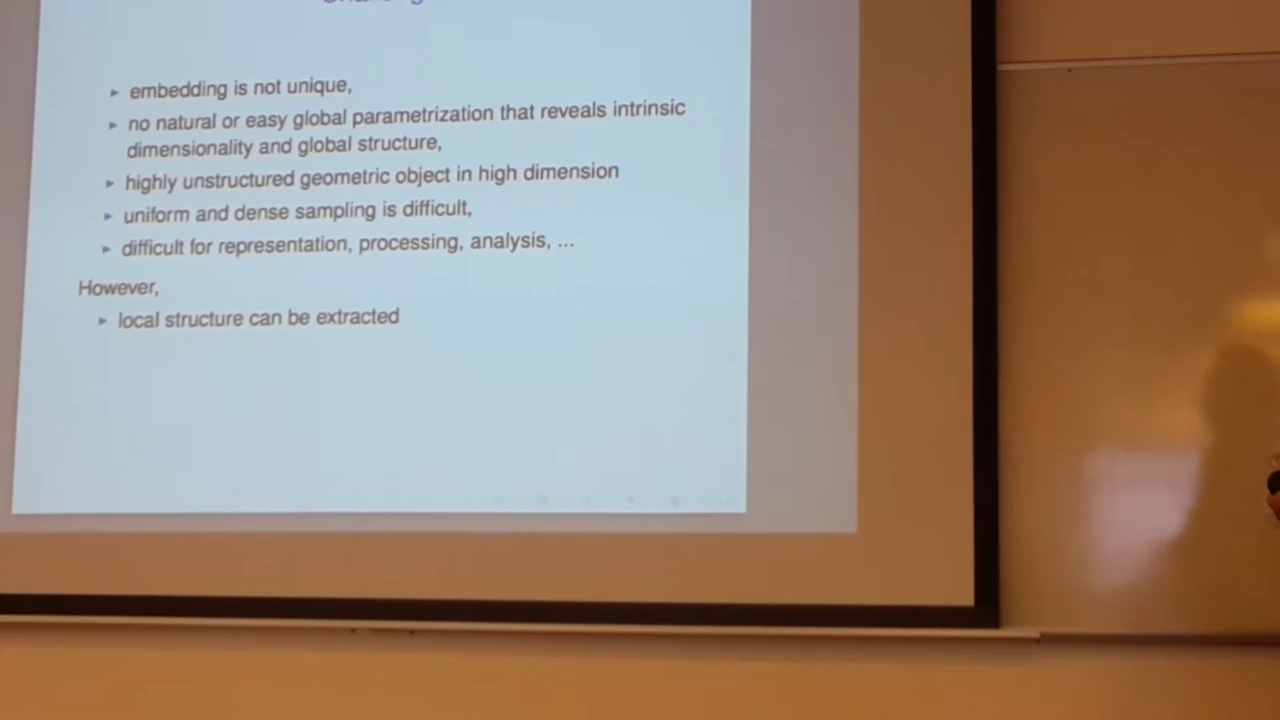 embedding is not unique,
no natural or easy global parametrization that reveals intrinsic
dimensionality and global structure,
highly unstructured geometric object in high dimension
uniform and dense sampling is difficult,
difficult for representation, processing, analysis, ...
However,
local structure can be extracted